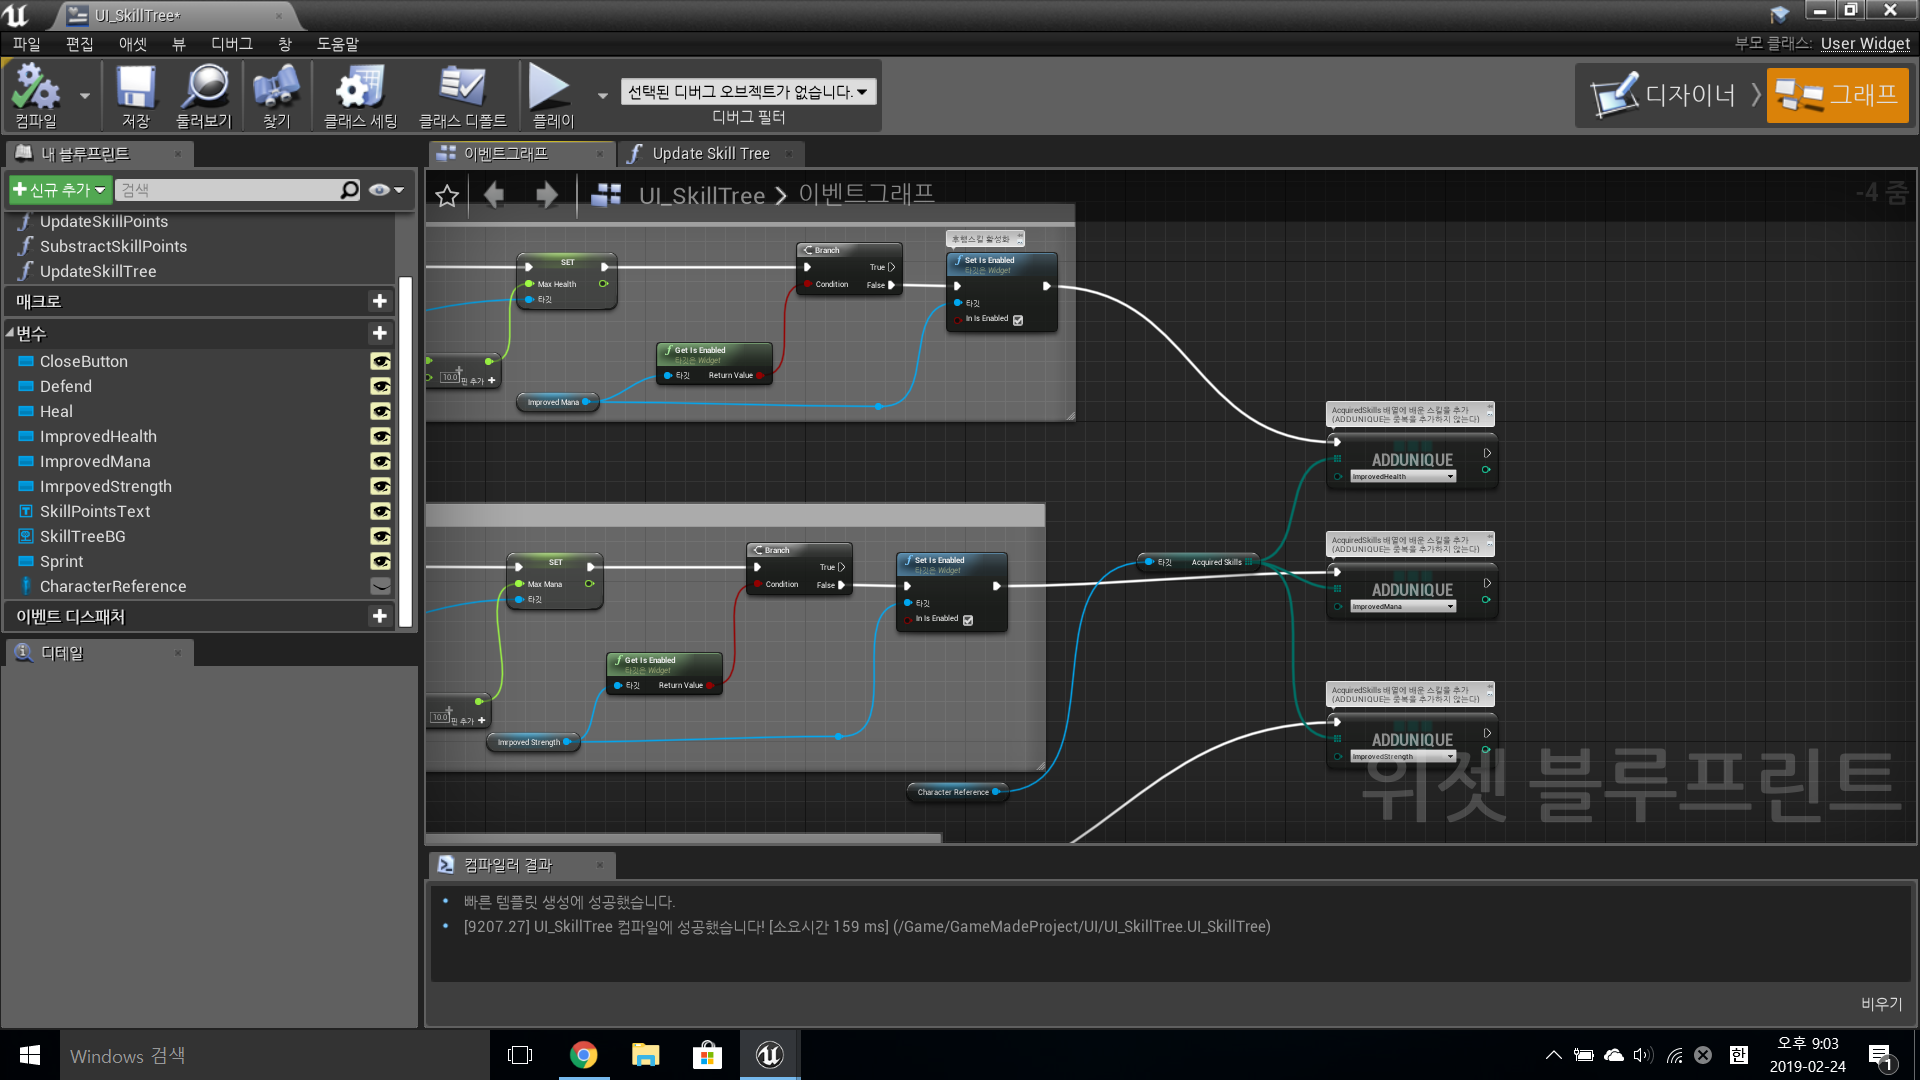 UI_SkillTree*
파일 편집 애셋 뷰 디버그 창 도움말
부모 클래스: User Widget
컴파일 저장 둘러보기 찾기 클래스 세팅 클래스 디폴트 플레이
선택된 디버그 오브젝트가 없습니다.
디버그 필터
디자이너
그래프
내 블루프린트
이벤트그래프
Update Skill Tree
신규 추가
검색
UI_SkillTree
이벤트그래프
-4 줌
UpdateSkillPoints
SubstractSkillPoints
UpdateSkillTree
매크로
변수
CloseButton
Defend
Heal
ImprovedHealth
ImprovedMana
ImrpovedStrength
SkillPointsText
SkillTreeBG
Sprint
CharacterReference
이벤트 디스패처
디테일
SET
Max Health
타깃
Branch
True
Condition
False
후행스킬 활성화
Set Is Enabled
타깃은 Widget
타깃
In Is Enabled
Get Is Enabled
타깃은 Widget
타깃
Return Value
10.0
핀 추가
Improved Mana
AcquiredSkills 배열에 배운 스킬을 추가
(ADDUNIQUE는 중복을 추가하지 않는다)
ADDUNIQUE
ImprovedHealth
SET
Max Mana
타깃
Branch
True
Condition
False
Set Is Enabled
타깃은 Widget
타깃
In Is Enabled
Get Is Enabled
타깃은 Widget
타깃
Return Value
10.0
핀 추가
Imrpoved Strength
타깃
Acquired Skills
AcquiredSkills 배열에 배운 스킬을 추가
(ADDUNIQUE는 중복을 추가하지 않는다)
ADDUNIQUE
ImprovedMana
AcquiredSkills 배열에 배운 스킬을 추가
(ADDUNIQUE는 중복을 추가하지 않는다)
ADDUNIQUE
ImprovedStrength
Character Reference
위젯 블루프린트
컴파일러 결과
빠른 템플릿 생성에 성공했습니다.
[9207.27] UI_SkillTree 컴파일에 성공했습니다! [소요시간 159 ms] (/Game/GameMadeProject/UI/UI_SkillTree.UI_SkillTree)
비우기
Windows 검색
한
오후 9:03
2019-02-24
1